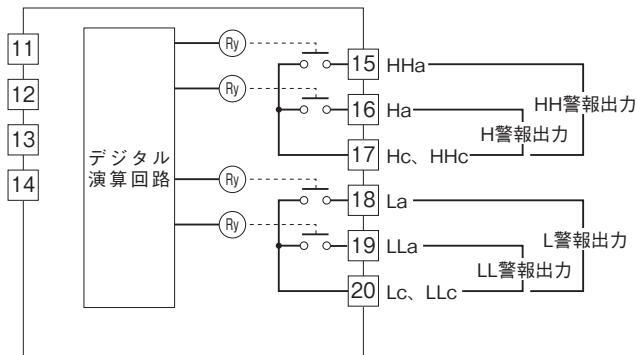 11
12
13
14
デジタル
演算回路
Ry
Ry
Ry
Ry
15 HHa
16 Ha
17 Hc、HHc
18 La
19 LLa
20 Lc、LLc
HH警報出力
H警報出力
L警報出力
LL警報出力